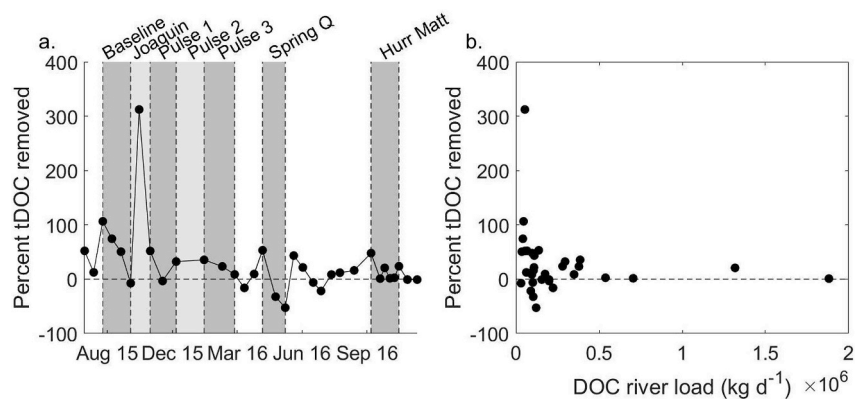 a.
Baseline
Joaquin
Pulse 1
Pulse 2
Pulse 3
Spring Q
Hurr Matt
400
300
200
100
0
-100
Percent tDOC removed
Aug 15 Dec 15 Mar 16 Jun 16 Sep 16
b.
400
300
200
100
0
-100
Percent tDOC removed
0 0.5 1 1.5 2
DOC river load (kg d⁻¹) ×10⁶